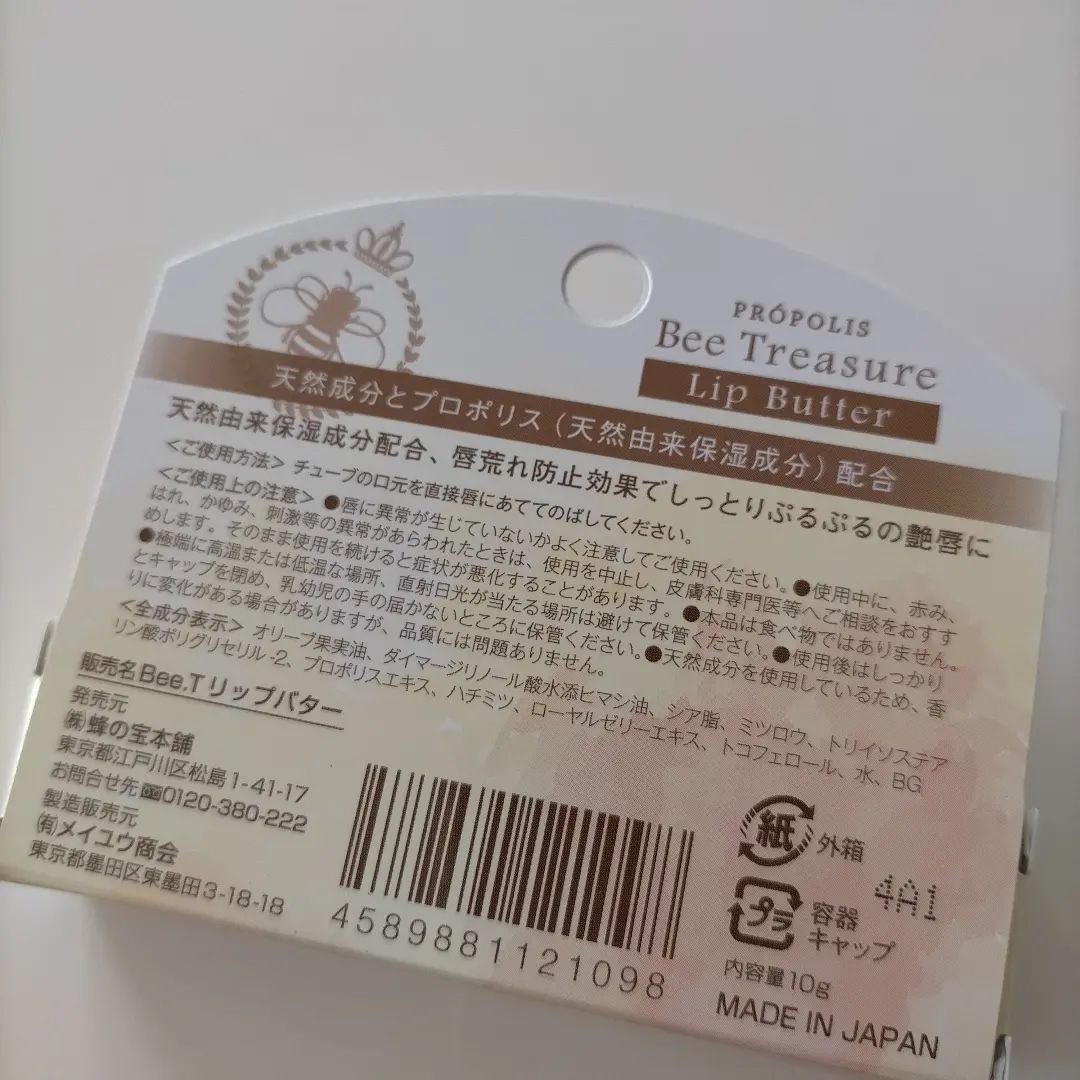 PRÓPOLIS
Bee Treasure
Lip Butter
天然成分とプロポリス（天然由来保湿成分）配合
天然由来保湿成分配合、唇荒れ防止効果でしっとりぷるぷるの艶唇に
＜ご使用方法＞ チューブの口元を直接唇にあててのばしてください。
＜ご使用上の注意＞ ●唇に異常が生じていないかよく注意してご使用ください。●使用中に、赤み、
はれ、かゆみ、刺激等の異常があらわれたときは、使用を中止し、皮膚科専門医等へご相談をおすす
めします。そのまま使用を続けると症状が悪化することがあります。●本品は食べ物ではありません。
●極端に高温または低温な場所、直射日光が当たる場所は避けて保管ください。●使用後はしっかり
とキャップを閉め、乳幼児の手の届かないところに保管ください。●天然成分を使用しているため、香
りに変化がある場合がありますが、品質には問題ありません。
＜全成分表示＞ オリーブ果実油、ダイマージリノール酸水添ヒマシ油、シア脂、ミツロウ、トリイソステア
リン酸ポリグリセリル-2、プロポリスエキス、ハチミツ、ローヤルゼリーエキス、トコフェロール、水、BG
販売名Bee.Tリップバター
発売元
㈱蜂の宝本舗
東京都江戸川区松島1-41-17
お問合せ先☎0120-380-222
製造販売元
㈲メイユウ商会
東京都墨田区東墨田3-18-18
4589881121098
紙 外箱
プラ 容器
キャップ
4A1
内容量10g
MADE IN JAPAN